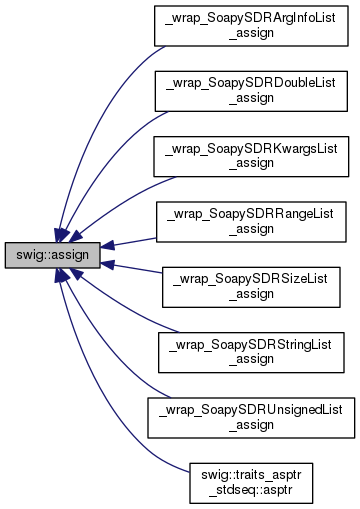 _wrap_SoapySDRArgInfoList
_assign
_wrap_SoapySDRDoubleList
_assign
_wrap_SoapySDRKwargsList
_assign
_wrap_SoapySDRRangeList
_assign
swig::assign
_wrap_SoapySDRSizeList
_assign
_wrap_SoapySDRStringList
_assign
_wrap_SoapySDRUnsignedList
_assign
swig::traits_asptr
_stdseq::asptr